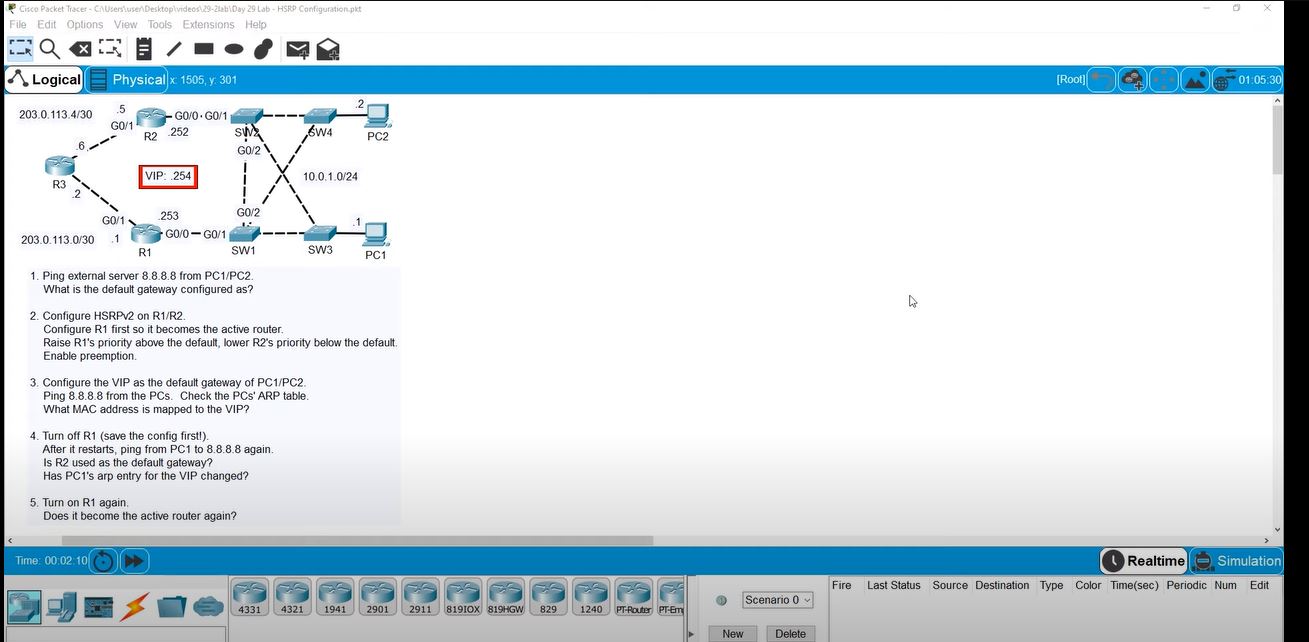 Cisco Packet Tracer - C:\Users\user\Desktop\videos\29-2lab\Day 29 Lab - HSRP Configuration.pkt
File Edit Options View Tools Extensions Help
Logical Physical x: 1505, y: 301 [Root] 01:05:30
203.0.113.4/30
.5
G0/1
R2
G0/0
.252
G0/1
SW2
G0/2
SW4
.2
PC2
.6
R3
.2
VIP: .254
10.0.1.0/24
203.0.113.0/30
G0/1
.1
.253
R1
G0/0
G0/1
G0/2
SW1
SW3
.1
PC1
1. Ping external server 8.8.8.8 from PC1/PC2.
What is the default gateway configured as?
2. Configure HSRPv2 on R1/R2.
Configure R1 first so it becomes the active router.
Raise R1's priority above the default, lower R2's priority below the default.
Enable preemption.
3. Configure the VIP as the default gateway of PC1/PC2.
Ping 8.8.8.8 from the PCs. Check the PCs' ARP table.
What MAC address is mapped to the VIP?
4. Turn off R1 (save the config first!).
After it restarts, ping from PC1 to 8.8.8.8 again.
Is R2 used as the default gateway?
Has PC1's arp entry for the VIP changed?
5. Turn on R1 again.
Does it become the active router again?
Time: 00:02:10 Realtime Simulation
4331 4321 1941 2901 2911 819IOX 819HGW 829 1240 PT-Router PT-Em
Scenario 0
New Delete
Fire Last Status Source Destination Type Color Time(sec) Periodic Num Edit